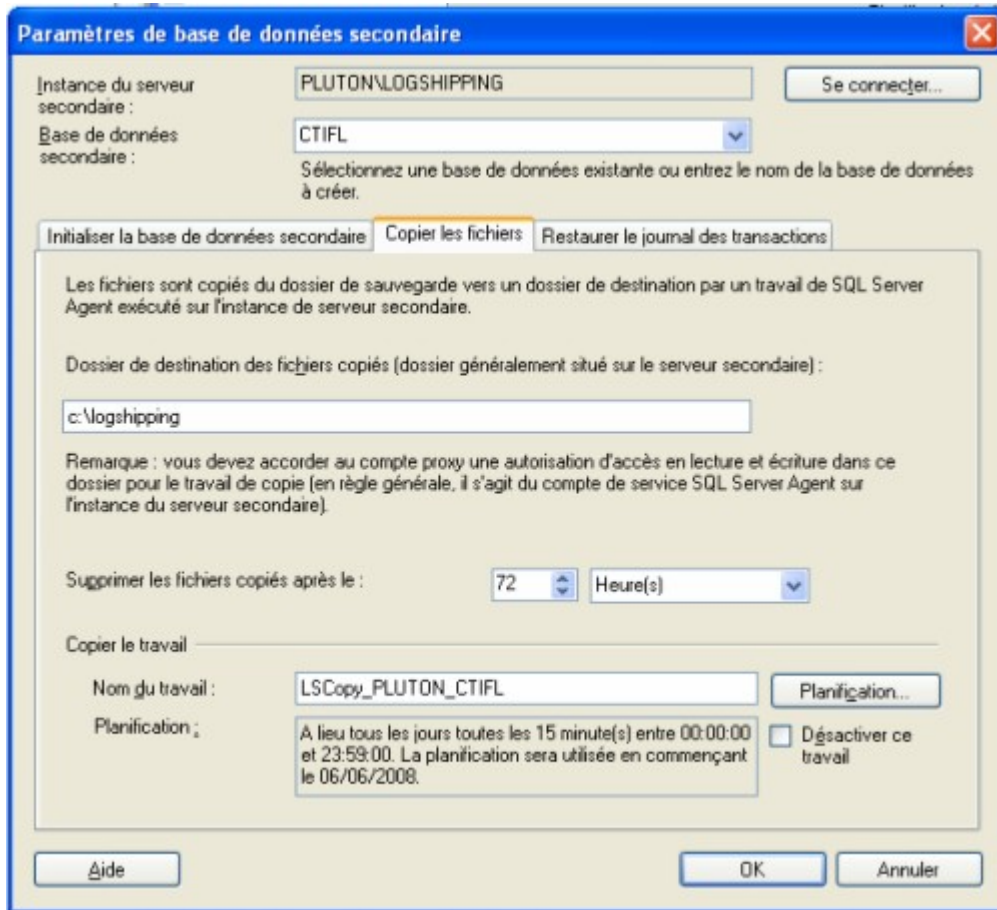 Paramètres de base de données secondaire
Instance du serveur
secondaire :
PLUTON\LOGSHIPPING
Se connecter...
Base de données
secondaire :
CTIFL
Sélectionnez une base de données existante ou entrez le nom de la base de données
à créer.
Initialiser la base de données secondaire
Copier les fichiers
Restaurer le journal des transactions
Les fichiers sont copiés du dossier de sauvegarde vers un dossier de destination par un travail de SQL Server
Agent exécuté sur l'instance de serveur secondaire.
Dossier de destination des fichiers copiés (dossier généralement situé sur le serveur secondaire) :
c:\logshipping
Remarque : vous devez accorder au compte proxy une autorisation d'accès en lecture et écriture dans ce
dossier pour le travail de copie (en règle générale, il s'agit du compte de service SQL Server Agent sur
l'instance du serveur secondaire).
Supprimer les fichiers copiés après le :
72
Heure(s)
Copier le travail
Nom du travail :
LSCopy_PLUTON_CTIFL
Planification...
Planification :
A lieu tous les jours toutes les 15 minute(s) entre 00:00:00
et 23:59:00. La planification sera utilisée en commençant
le 06/06/2008.
Désactiver ce
travail
Aide
OK
Annuler